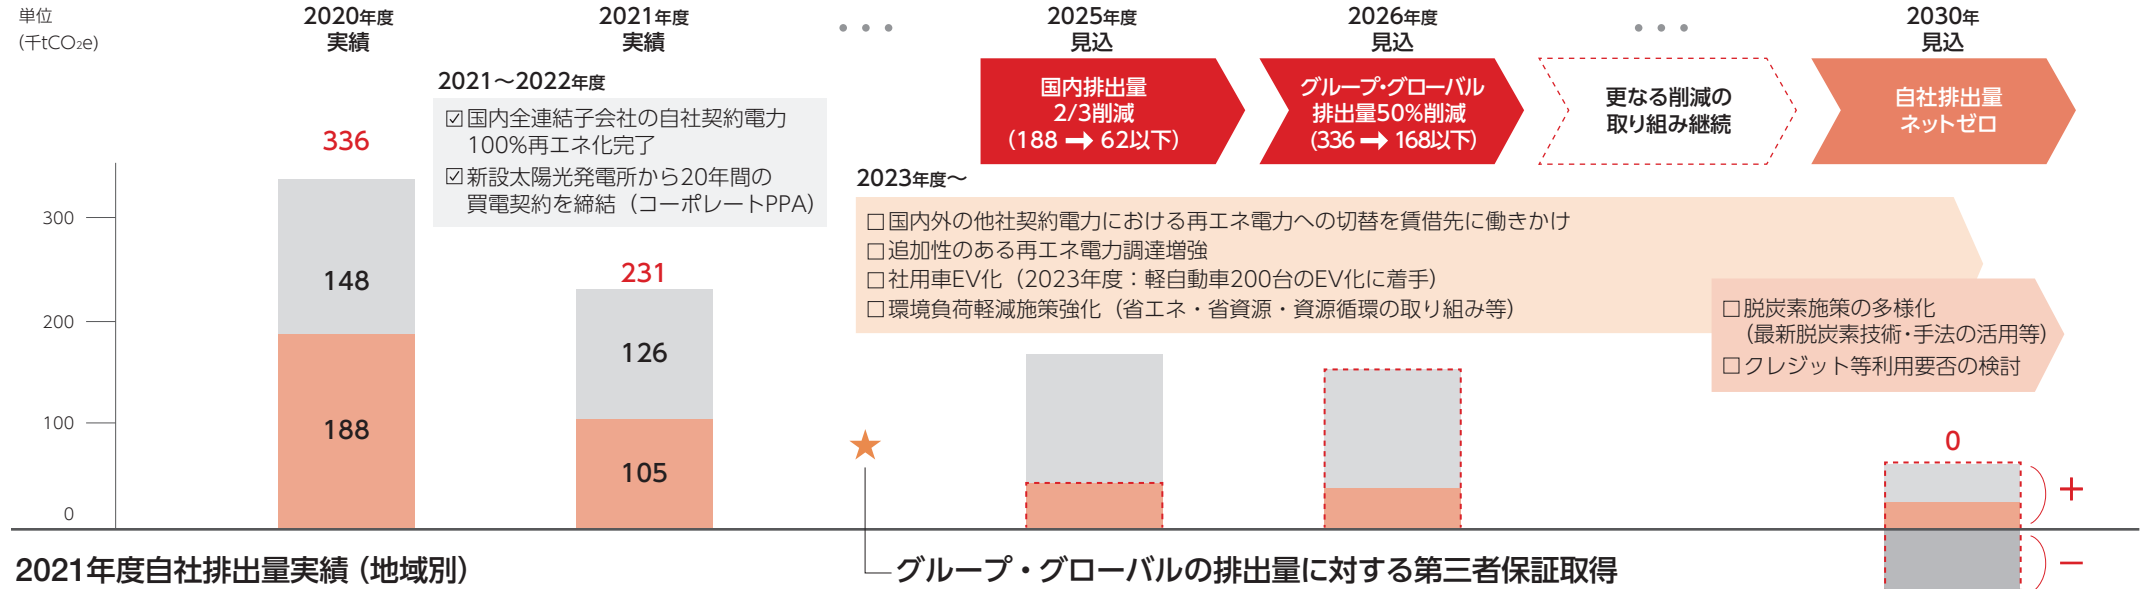 単位
(千tCO₂e)
2020年度
実績
2021年度
実績
2025年度
見込
2026年度
見込
2030年
見込
国内排出量
2/3削減
(188 → 62以下)
グループ・グローバル
排出量50%削減
(336 → 168以下)
更なる削減の
取り組み継続
自社排出量
ネットゼロ
2021〜2022年度
☑国内全連結子会社の自社契約電力
100%再エネ化完了
☑新設太陽光発電所から20年間の
買電契約を締結（コーポレートPPA）
2023年度〜
□国内外の他社契約電力における再エネ電力への切替を賃借先に働きかけ
□追加性のある再エネ電力調達増強
□社用車EV化（2023年度：軽自動車200台のEV化に着手）
□環境負荷軽減施策強化（省エネ・省資源・資源循環の取り組み等）
□脱炭素施策の多様化
（最新脱炭素技術・手法の活用等）
□クレジット等利用要否の検討
300
200
100
0
336
148
188
231
126
105
0
＋
－
2021年度自社排出量実績（地域別）
グループ・グローバルの排出量に対する第三者保証取得